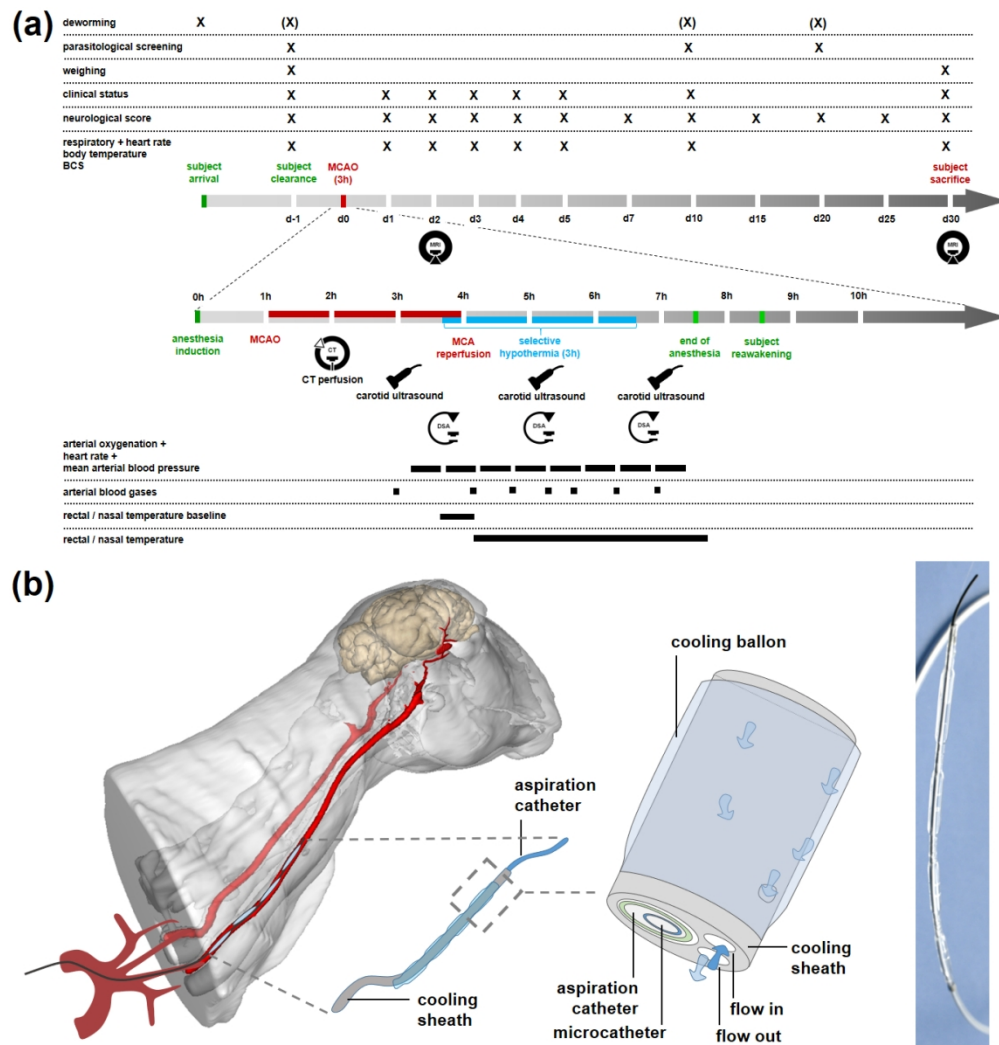 (a)
deworming X (X) (X) (X)
parasitological screening X X X
weighing X X
clinical status X X X X X X X X
neurological score X X X X X X X X X X X X
respiratory + heart rate
body temperature X X X X X X X X
BCS
subject
arrival
subject
clearance
MCAO
(3h)
subject
sacrifice
d-1 d0 d1 d2 d3 d4 d5 d7 d10 d15 d20 d25 d30
MRI MRI
0h 1h 2h 3h 4h 5h 6h 7h 8h 9h 10h
anesthesia
induction
MCAO
MCA
reperfusion
selective
hypothermia (3h)
end of
anesthesia
subject
reawakening
CT
CT perfusion
carotid ultrasound carotid ultrasound carotid ultrasound
DSA DSA DSA
arterial oxygenation +
heart rate +
mean arterial blood pressure
arterial blood gases
rectal / nasal temperature baseline
rectal / nasal temperature
(b)
cooling ballon
aspiration
catheter
cooling
sheath
aspiration
catheter
microcatheter
cooling
sheath
flow in
flow out